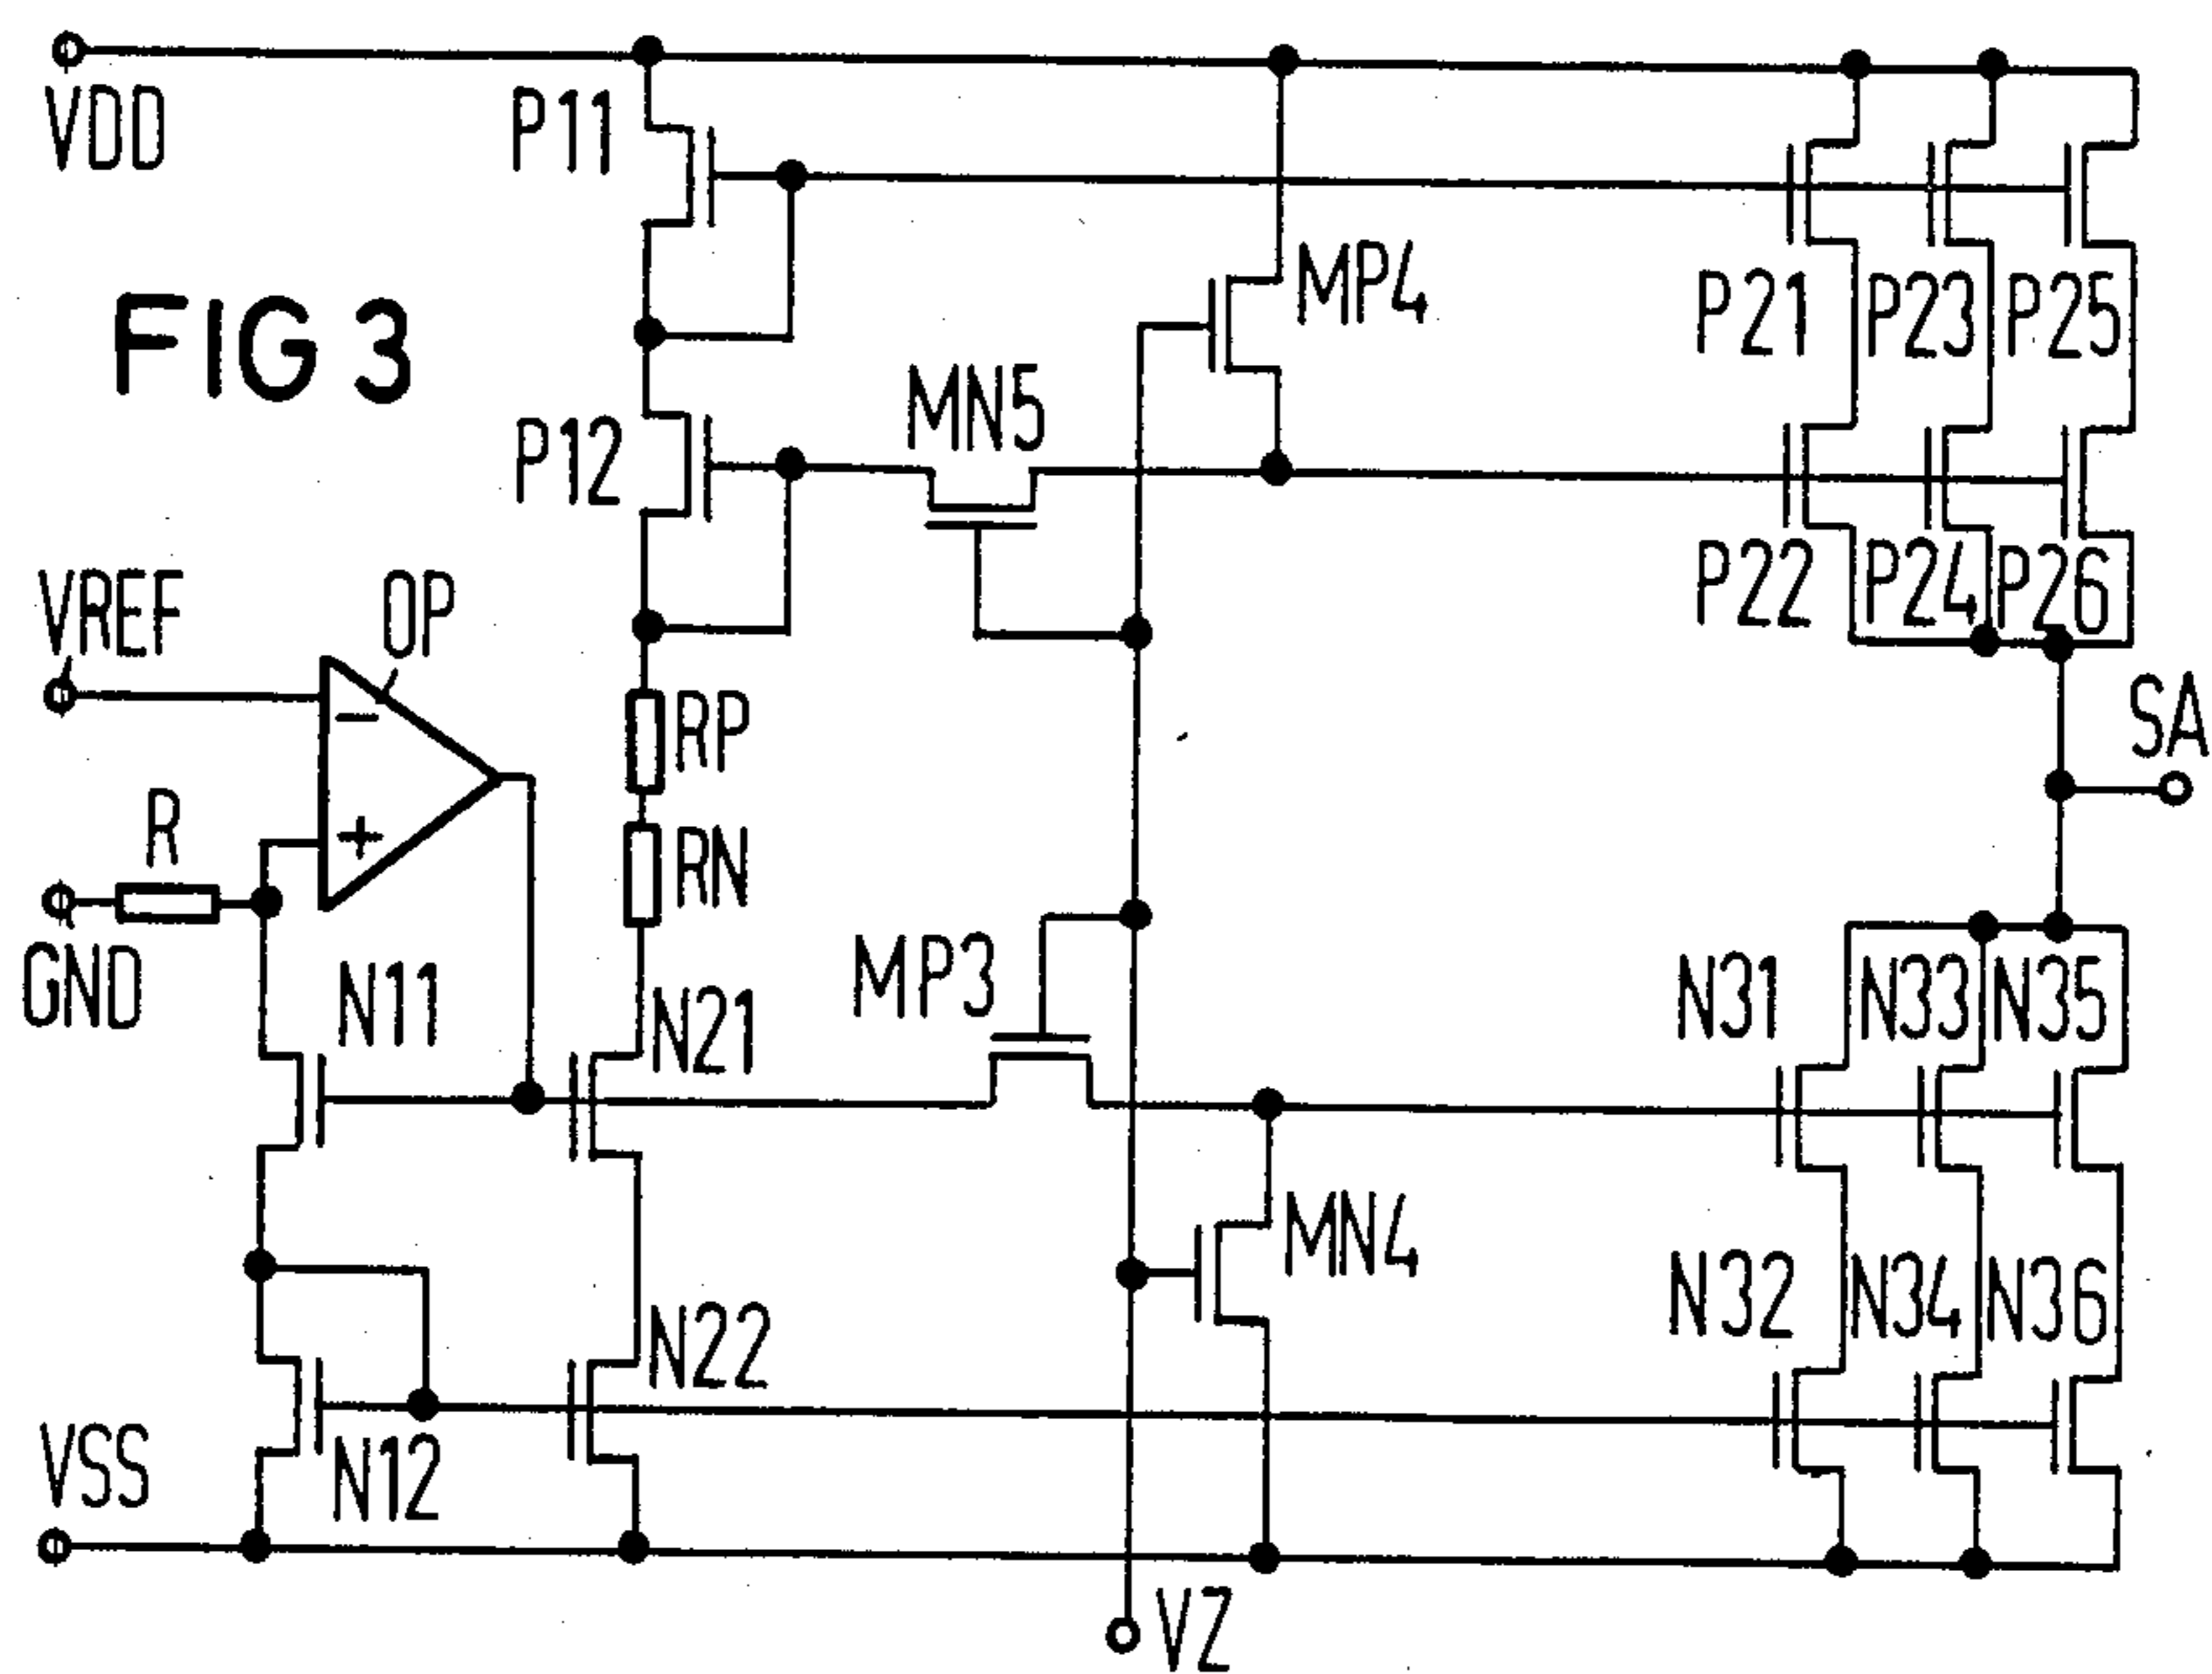 VDD
P11
FIG 3
MP4
P21 P23 P25
P12
MN5
VREF
OP
P22 P24 P26
RP
SA
−
R
+
RN
GND
N11
N21
MP3
N31 N33 N35
MN4
N32 N34 N36
N22
VSS
N12
VZ